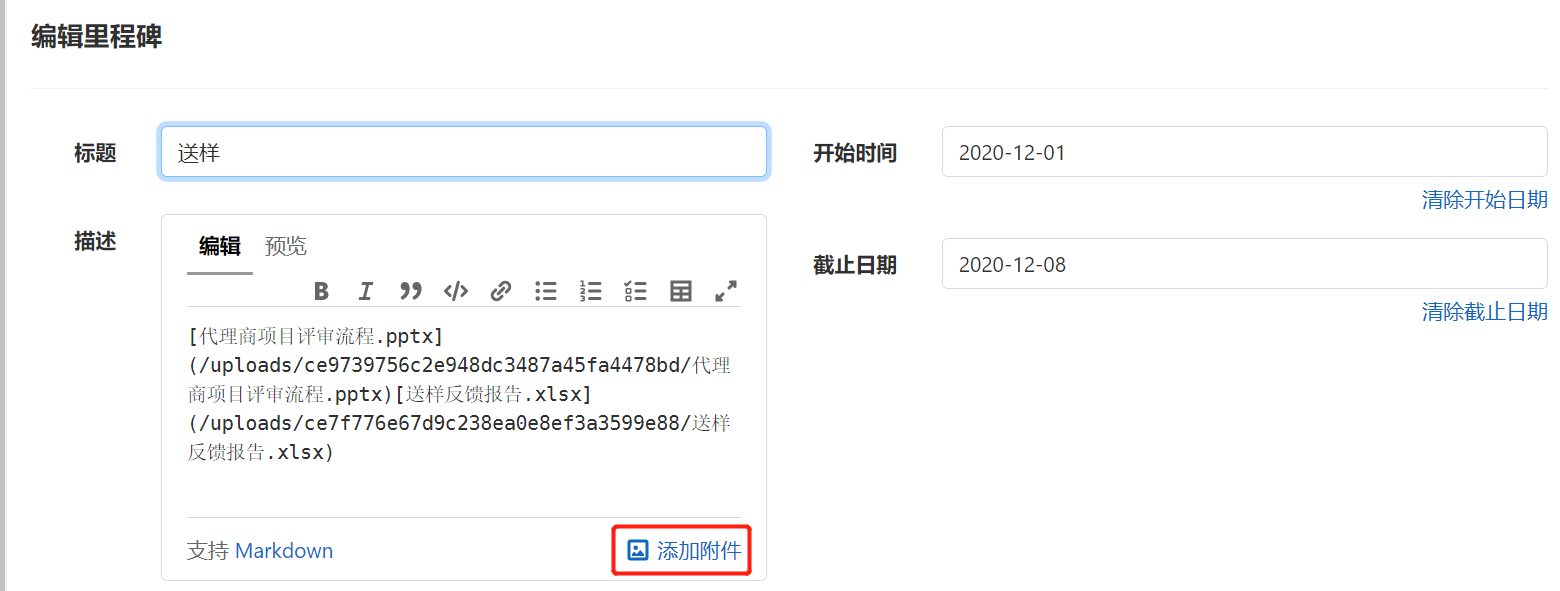 编辑里程碑
标题
送样
开始时间
2020-12-01
清除开始日期
描述
编辑 预览
截止日期
2020-12-08
清除截止日期
[代理商项目评审流程.pptx]
(/uploads/ce9739756c2e948dc3487a45fa4478bd/代理
商项目评审流程.pptx)[送样反馈报告.xlsx]
(/uploads/ce7f776e67d9c238ea0e8ef3a3599e88/送样
反馈报告.xlsx)
支持 Markdown
添加附件